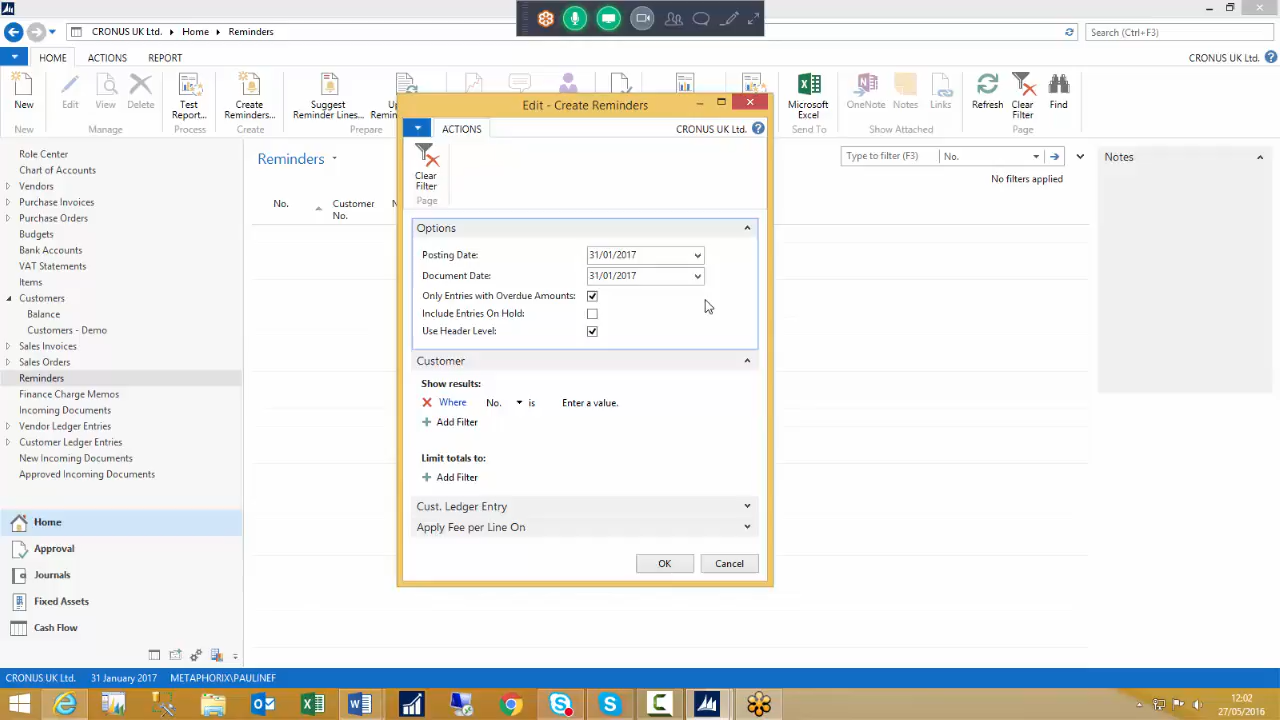 CRONUS UK Ltd. Home Reminders Search (Ctrl+F3)
HOME ACTIONS REPORT CRONUS UK Ltd.
New Edit View Delete Test Report... Create Reminders... Suggest Reminder Lines... Microsoft Excel OneNote Notes Links Refresh Clear Filter Find
New Manage Process Create Prepare Send To Show Attached Page
Role Center
Chart of Accounts
Vendors
Purchase Invoices
Purchase Orders
Budgets
Bank Accounts
VAT Statements
Items
Customers
Balance
Customers - Demo
Sales Invoices
Sales Orders
Reminders
Finance Charge Memos
Incoming Documents
Vendor Ledger Entries
Customer Ledger Entries
New Incoming Documents
Approved Incoming Documents
Home
Approval
Journals
Fixed Assets
Cash Flow
Reminders
No. Customer No.
Type to filter (F3) No.
No filters applied
Notes
Edit - Create Reminders
ACTIONS CRONUS UK Ltd.
Clear Filter
Page
Options
Posting Date: 31/01/2017
Document Date: 31/01/2017
Only Entries with Overdue Amounts:
Include Entries On Hold:
Use Header Level:
Customer
Show results:
Where No. is Enter a value.
Add Filter
Limit totals to:
Add Filter
Cust. Ledger Entry
Apply Fee per Line On
OK Cancel
CRONUS UK Ltd. 31 January 2017 METAPHORIX\PAULINEF
12:02
27/05/2016